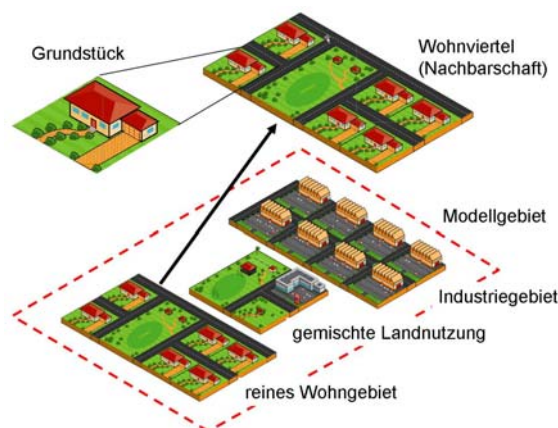 Grundstück
Wohnviertel
(Nachbarschaft)
Modellgebiet
Industriegebiet
gemischte Landnutzung
reines Wohngebiet